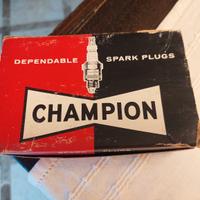 DEPENDABLE SPARK PLUGS
CHAMPION